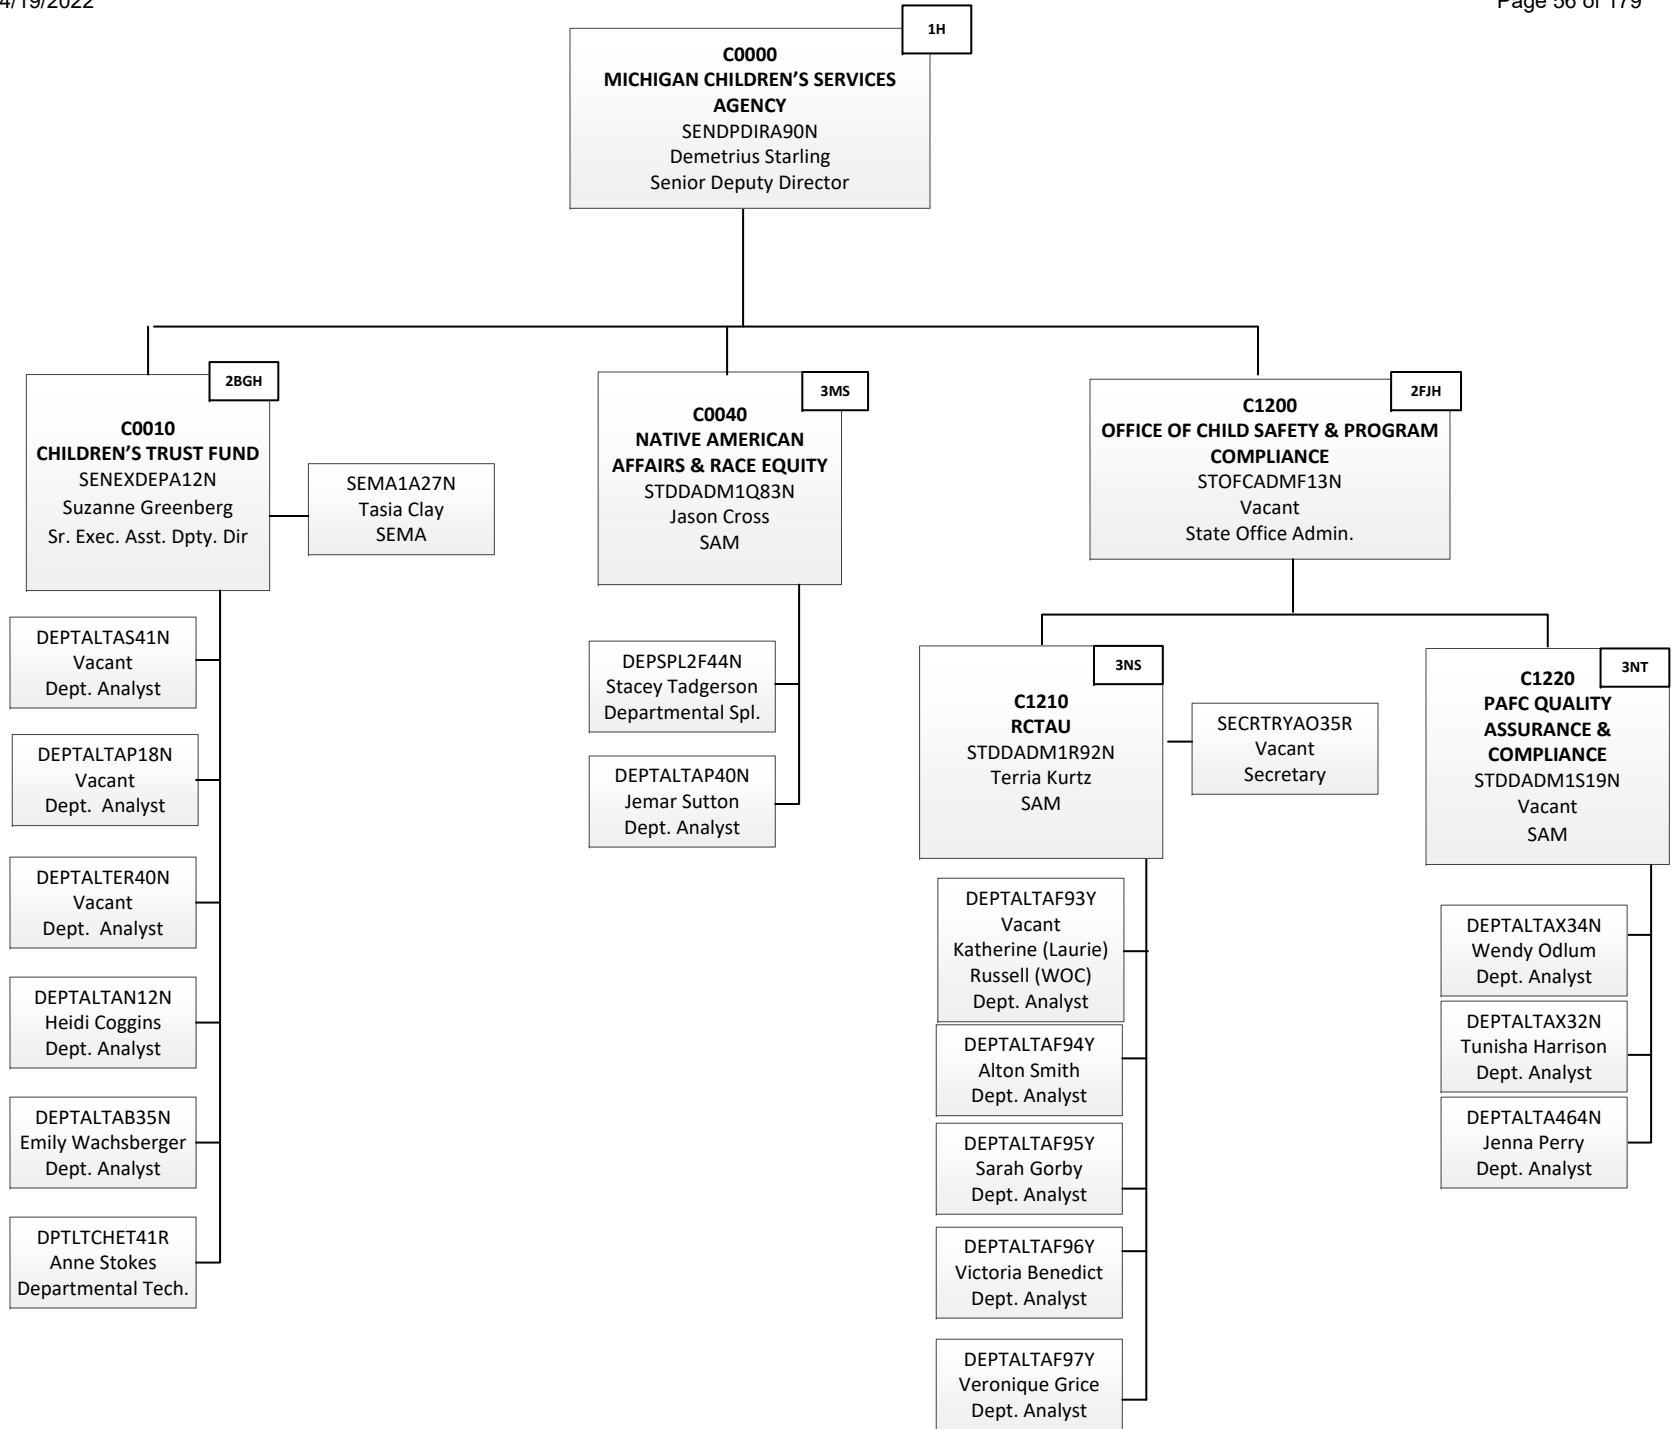 4/19/2022
Page 56 of 179
1H
C0000
MICHIGAN CHILDREN’S SERVICES
AGENCY
SENDPDIRA90N
Demetrius Starling
Senior Deputy Director
2BGH
C0010
CHILDREN’S TRUST FUND
SENEXDEPA12N
Suzanne Greenberg
Sr. Exec. Asst. Dpty. Dir
SEMA1A27N
Tasia Clay
SEMA
DEPTALTAS41N
Vacant
Dept. Analyst
DEPTALTAP18N
Vacant
Dept.  Analyst
DEPTALTER40N
Vacant
Dept.  Analyst
DEPTALTAN12N
Heidi Coggins
Dept. Analyst
DEPTALTAB35N
Emily Wachsberger
Dept. Analyst
DPTLTCHET41R
Anne Stokes
Departmental Tech.
3MS
C0040
NATIVE AMERICAN
AFFAIRS & RACE EQUITY
STDDADM1Q83N
Jason Cross
SAM
DEPSPL2F44N
Stacey Tadgerson
Departmental Spl.
DEPTALTAP40N
Jemar Sutton
Dept. Analyst
2FJH
C1200
OFFICE OF CHILD SAFETY & PROGRAM
COMPLIANCE
STOFCADMF13N
Vacant
State Office Admin.
3NS
C1210
RCTAU
STDDADM1R92N
Terria Kurtz
SAM
SECRTRYAO35R
Vacant
Secretary
DEPTALTAF93Y
Vacant
Katherine (Laurie)
Russell (WOC)
Dept. Analyst
DEPTALTAF94Y
Alton Smith
Dept. Analyst
DEPTALTAF95Y
Sarah Gorby
Dept. Analyst
DEPTALTAF96Y
Victoria Benedict
Dept. Analyst
DEPTALTAF97Y
Veronique Grice
Dept. Analyst
3NT
C1220
PAFC QUALITY
ASSURANCE &
COMPLIANCE
STDDADM1S19N
Vacant
SAM
DEPTALTAX34N
Wendy Odlum
Dept. Analyst
DEPTALTAX32N
Tunisha Harrison
Dept. Analyst
DEPTALTA464N
Jenna Perry
Dept. Analyst